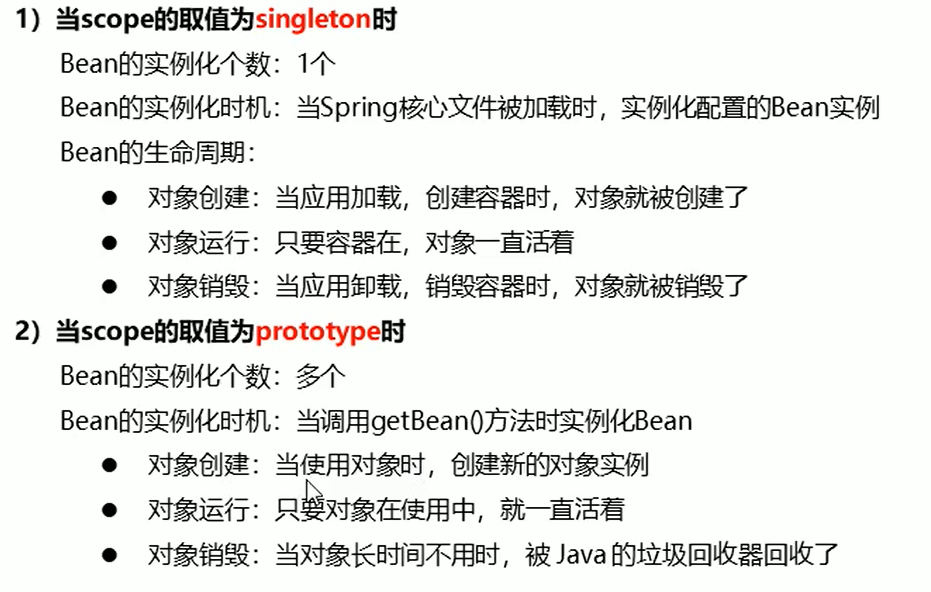 1）当scope的取值为singleton时
Bean的实例化个数：1个
Bean的实例化时机：当Spring核心文件被加载时，实例化配置的Bean实例
Bean的生命周期：
● 对象创建：当应用加载，创建容器时，对象就被创建了
● 对象运行：只要容器在，对象一直活着
● 对象销毁：当应用卸载，销毁容器时，对象就被销毁了
2）当scope的取值为prototype时
Bean的实例化个数：多个
Bean的实例化时机：当调用getBean()方法时实例化Bean
● 对象创建：当使用对象时，创建新的对象实例
● 对象运行：只要对象在使用中，就一直活着
● 对象销毁：当对象长时间不用时，被 Java 的垃圾回收器回收了